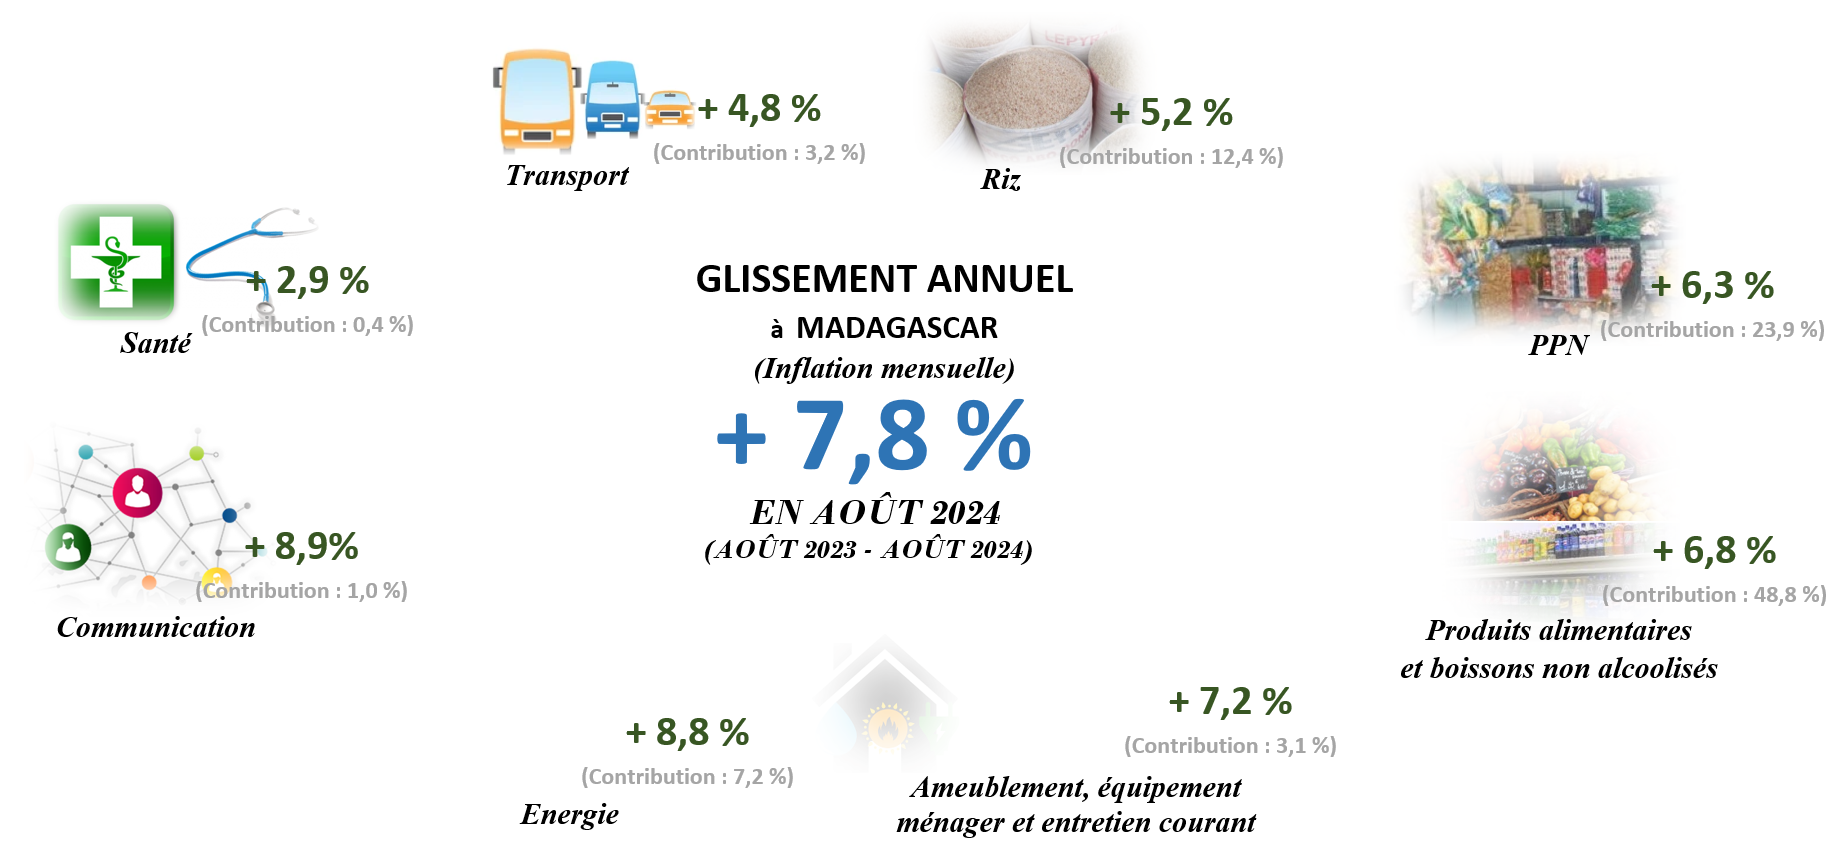 + 4,8 %
(Contribution : 3,2 %)
Transport
LEPYR
+ 5,2 %
(Contribution : 12,4 %)
Riz
+ 2,9 %
(Contribution : 0,4 %)
Santé
GLISSEMENT ANNUEL
à MADAGASCAR
(Inflation mensuelle)
+ 7,8 %
EN AOÛT 2024
(AOÛT 2023 - AOÛT 2024)
+ 6,3 %
(Contribution : 23,9 %)
PPN
+ 8,9%
(Contribution : 1,0 %)
Communication
+ 6,8 %
(Contribution : 48,8 %)
Produits alimentaires
et boissons non alcoolisés
+ 8,8 %
(Contribution : 7,2 %)
Energie
+ 7,2 %
(Contribution : 3,1 %)
Ameublement, équipement
ménager et entretien courant